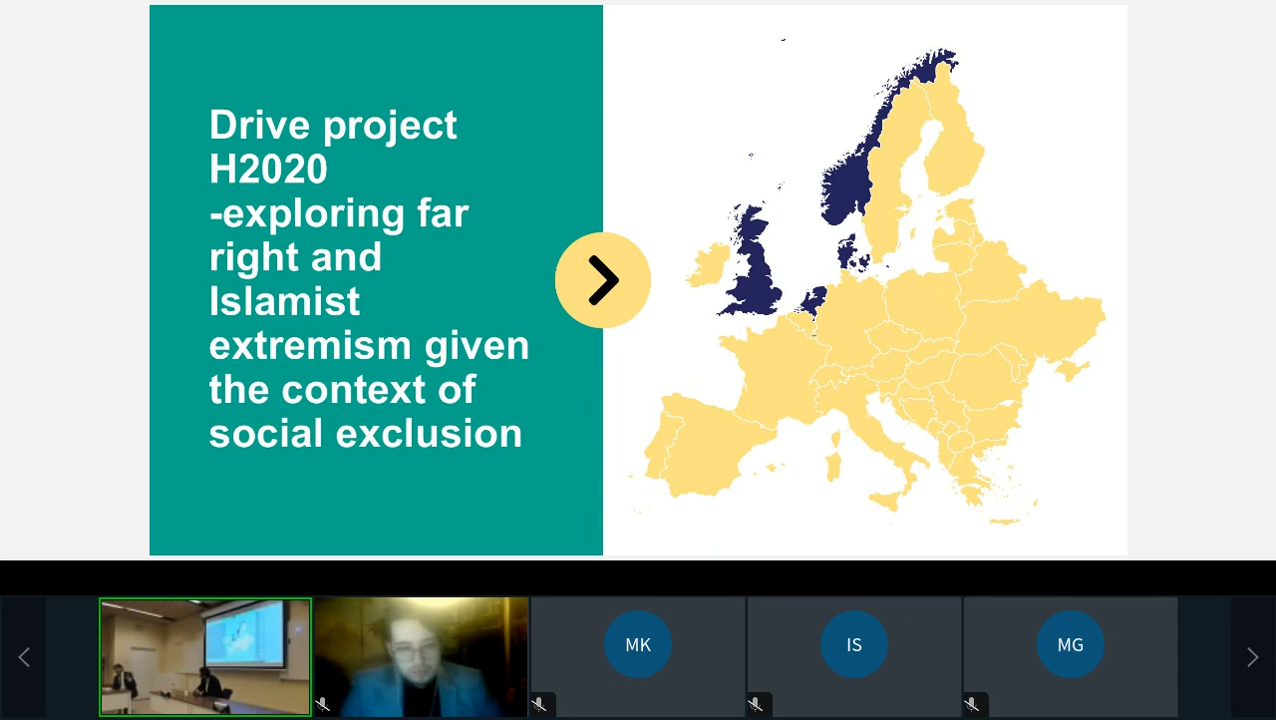 Drive project
H2020
-exploring far
right and
Islamist
extremism given
the context of
social exclusion
MK
IS
MG